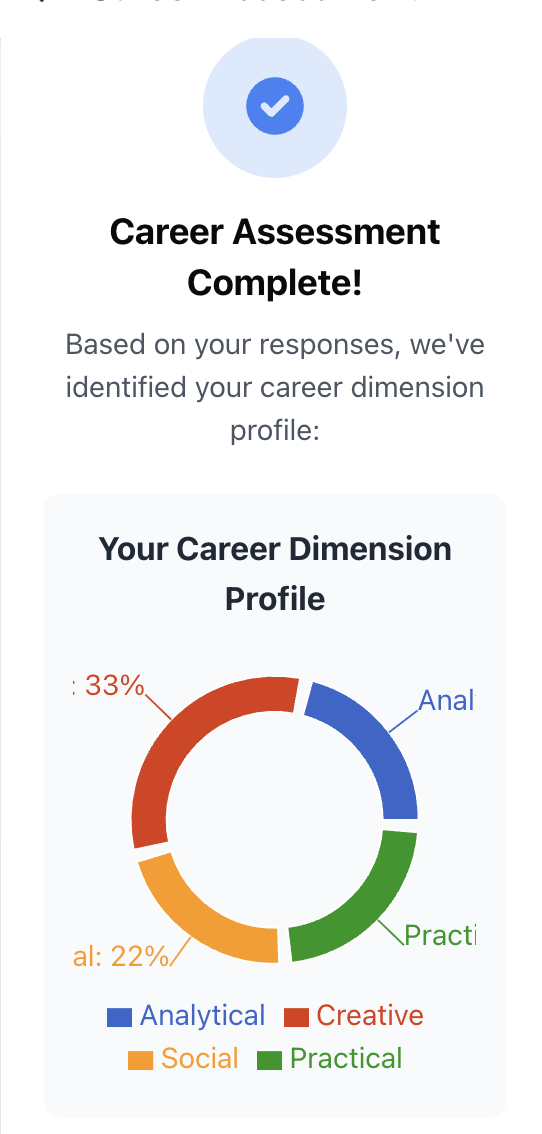 Career Assessment
Complete!
Based on your responses, we've
identified your career dimension
profile:
Your Career Dimension
Profile
: 33%
Anal
al: 22%
Practi
Analytical Creative
Social Practical